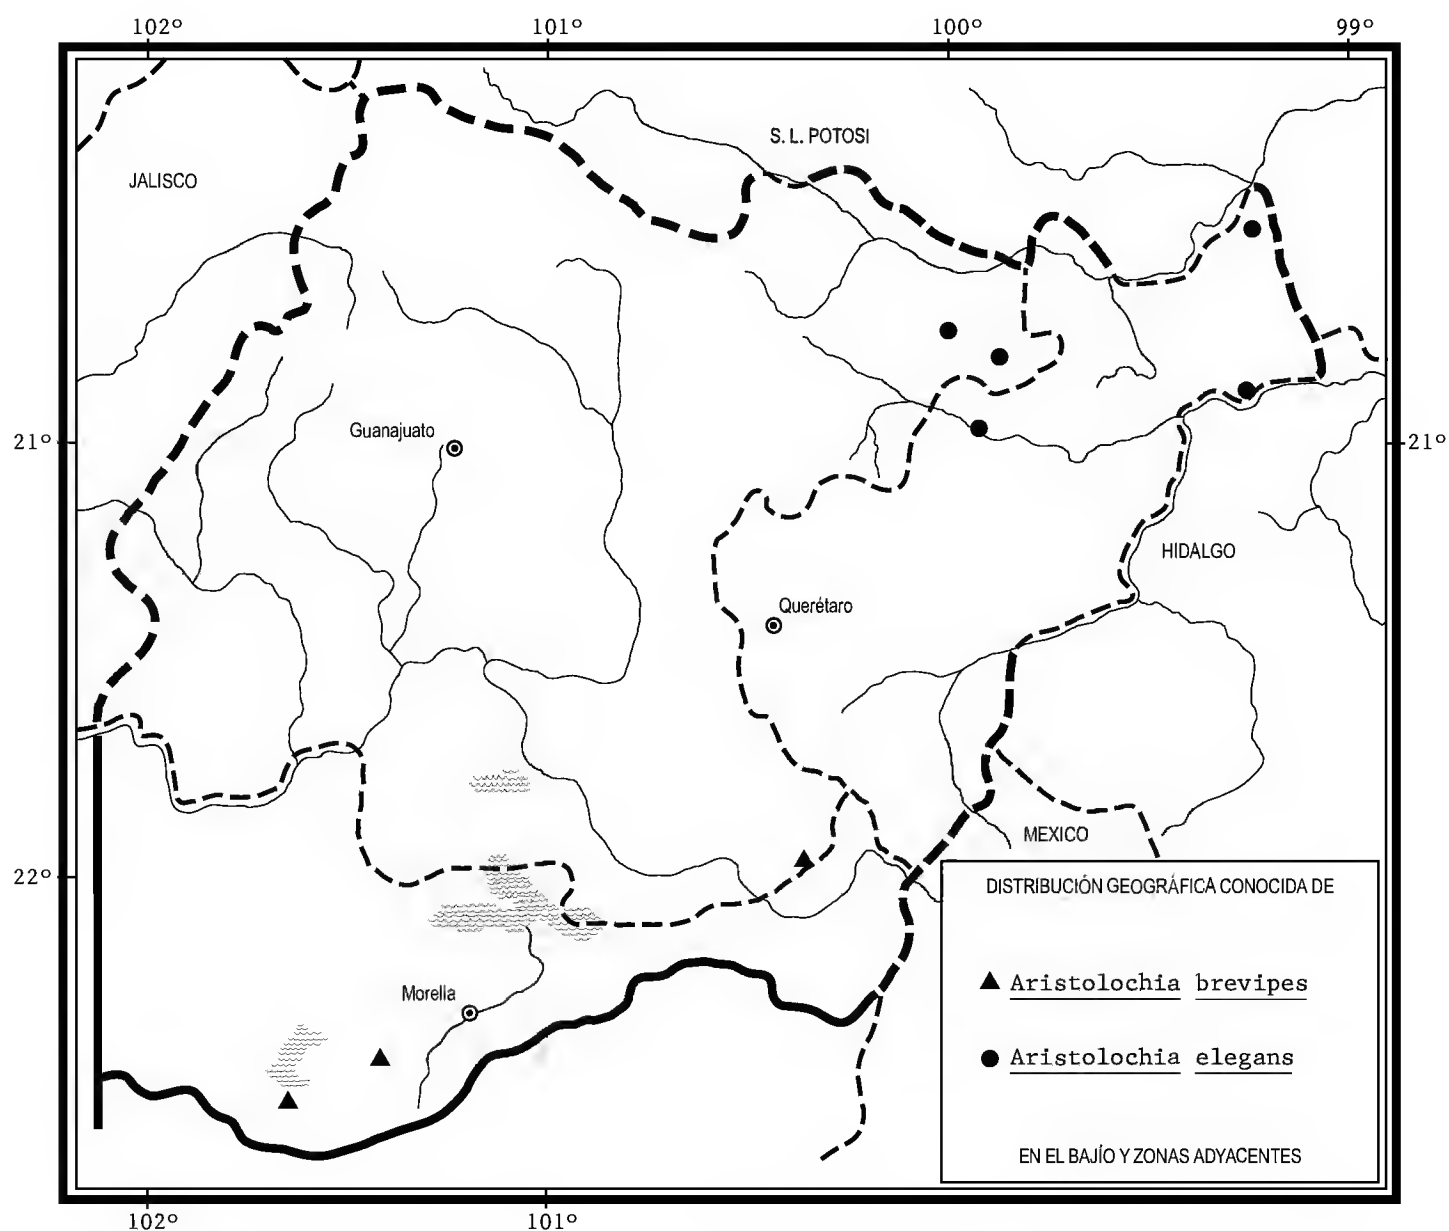 102° 101° 100° 99°
S. L. POTOSI
JALISCO
Guanajuato
21° 21°
HIDALGO
Querétaro
MEXICO
22°
DISTRIBUCIÓN GEOGRÁFICA CONOCIDA DE
Aristolochia brevipes
Morella
Aristolochia elegans
EN EL BAJÍO Y ZONAS ADYACENTES
102° 101°